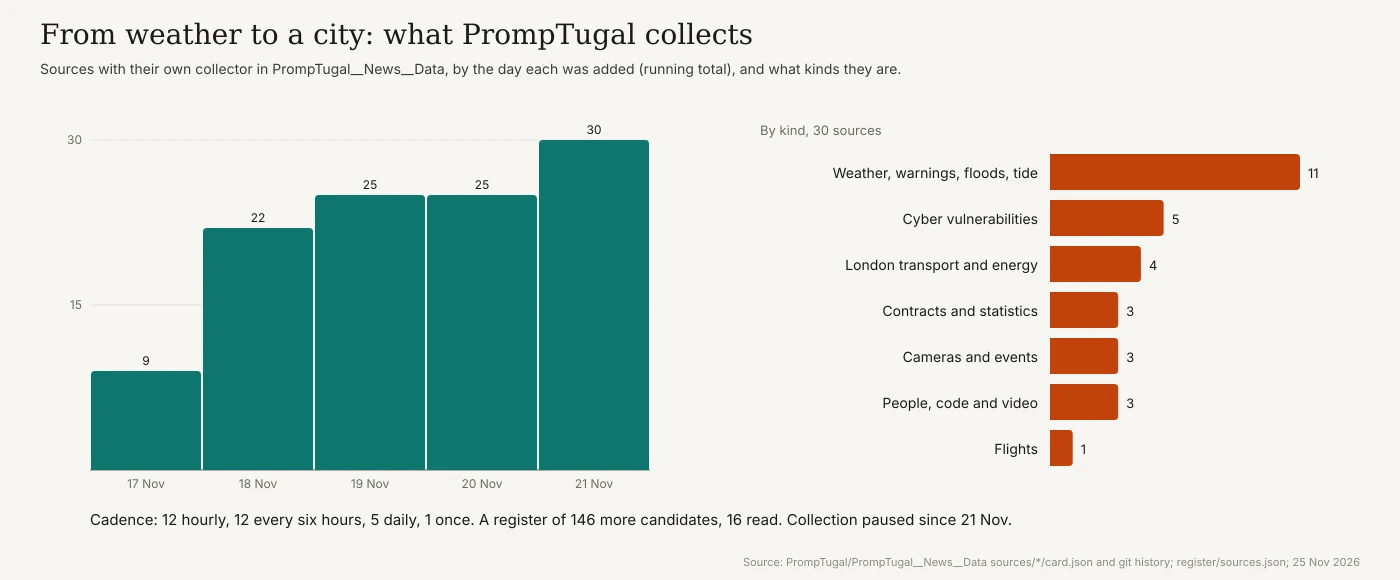 From weather to a city: what PrompTugal collects
Sources with their own collector in PrompTugal__News__Data, by the day each was added (running total), and what kinds they are.
30
15
9
22
25
25
30
17 Nov
18 Nov
19 Nov
20 Nov
21 Nov
By kind, 30 sources
Weather, warnings, floods, tide 11
Cyber vulnerabilities 5
London transport and energy 4
Contracts and statistics 3
Cameras and events 3
People, code and video 3
Flights 1
Cadence: 12 hourly, 12 every six hours, 5 daily, 1 once. A register of 146 more candidates, 16 read. Collection paused since 21 Nov.
Source: PrompTugal/PrompTugal__News__Data sources/*/card.json and git history; register/sources.json; 25 Nov 2026